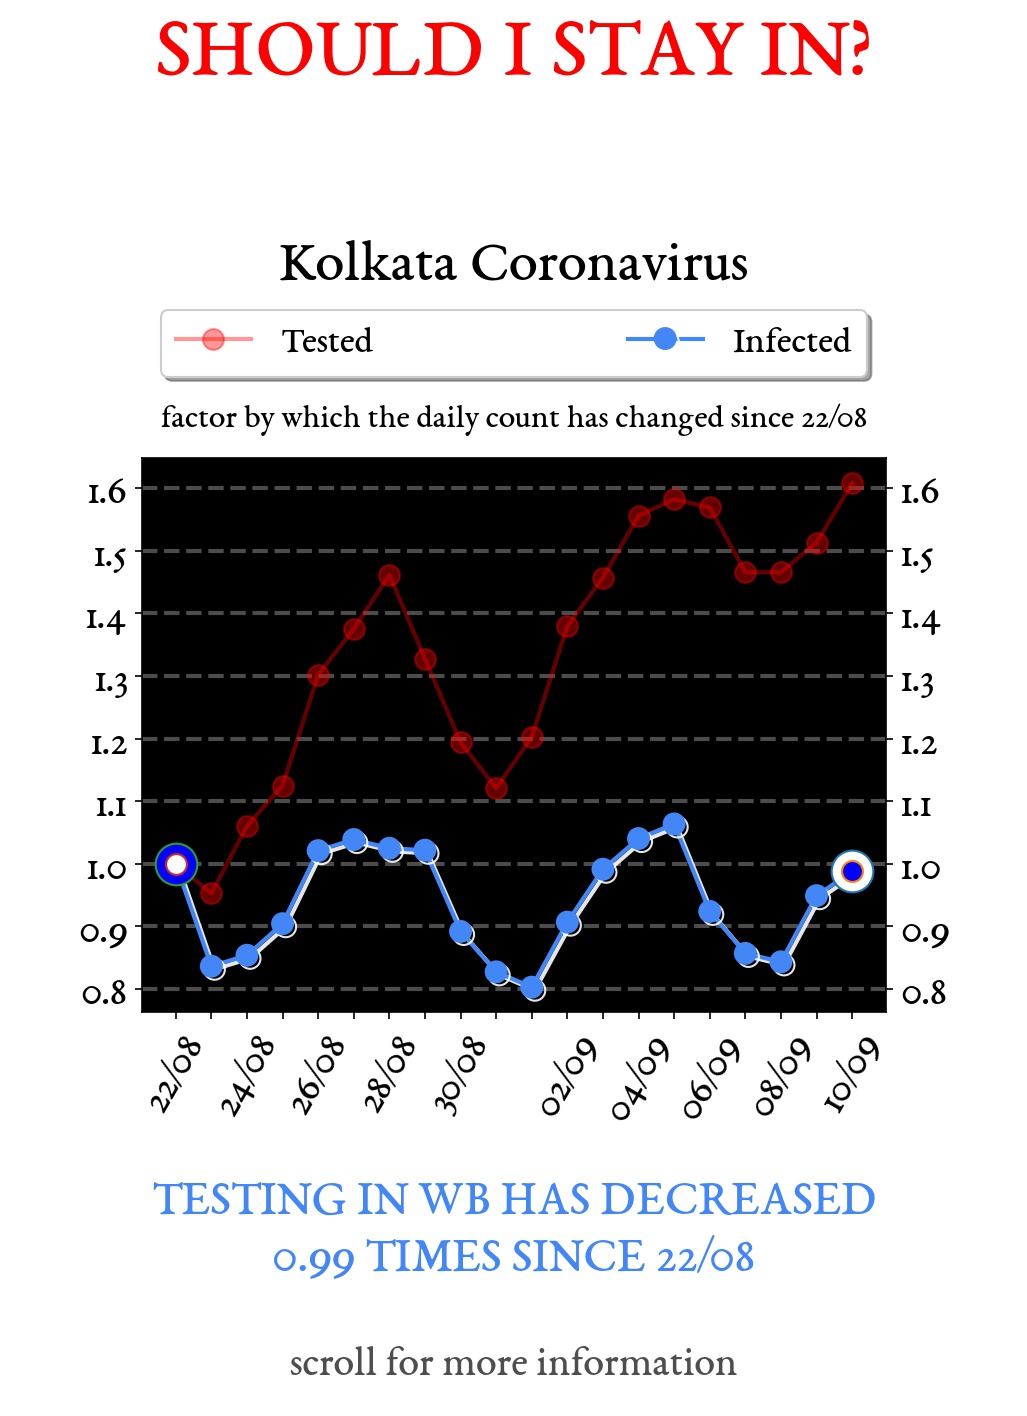 SHOULD I STAY IN?
Kolkata Coronavirus
Tested Infected
factor by which the daily count has changed since 22/08
1.6 1.6
1.5 1.5
1.4 1.4
1.3 1.3
1.2 1.2
1.1 1.1
1.0 1.0
0.9 0.9
0.8 0.8
22/08 24/08 26/08 28/08 30/08 02/09 04/09 06/09 08/09 10/09
TESTING IN WB HAS DECREASED
0.99 TIMES SINCE 22/08
scroll for more information